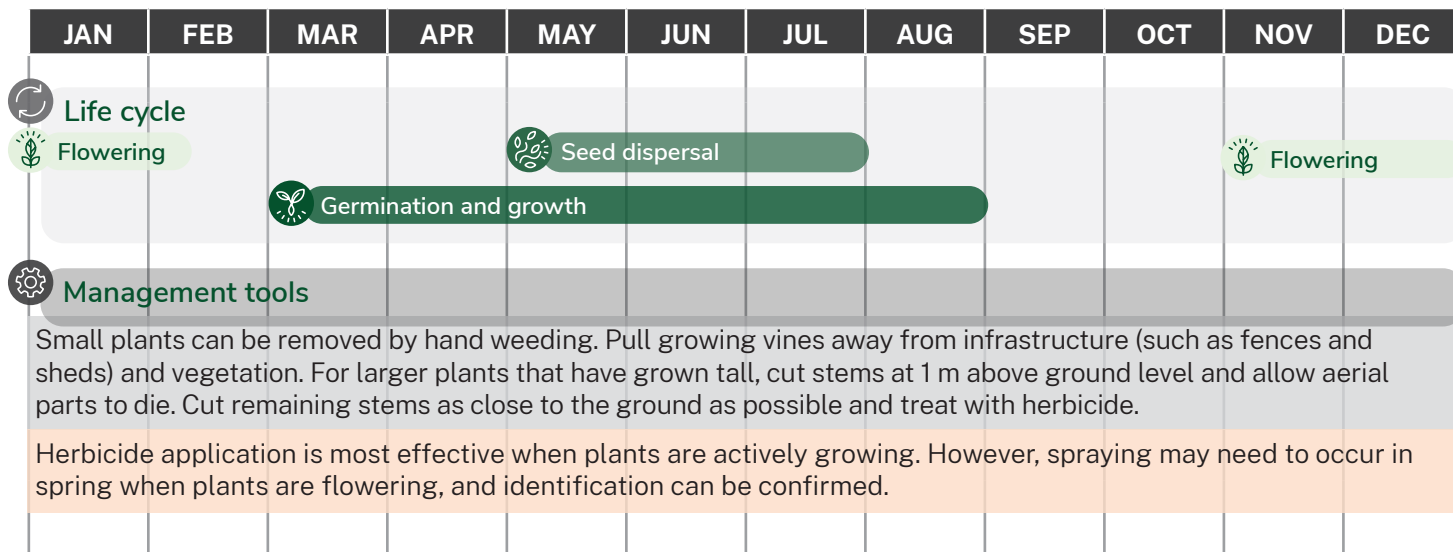 JAN FEB MAR APR MAY JUN JUL AUG SEP OCT NOV DEC
Life cycle
Flowering
Seed dispersal
Flowering
Germination and growth
Management tools
Small plants can be removed by hand weeding. Pull growing vines away from infrastructure (such as fences and
sheds) and vegetation. For larger plants that have grown tall, cut stems at 1 m above ground level and allow aerial
parts to die. Cut remaining stems as close to the ground as possible and treat with herbicide.
Herbicide application is most effective when plants are actively growing. However, spraying may need to occur in
spring when plants are flowering, and identification can be confirmed.